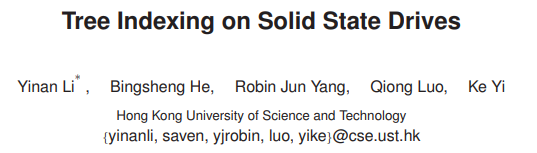 Tree Indexing on Solid State Drives
Yinan Li*, Bingsheng He, Robin Jun Yang, Qiong Luo, Ke Yi
Hong Kong University of Science and Technology
{yinanli, saven, yjrobin, luo, yike}@cse.ust.hk